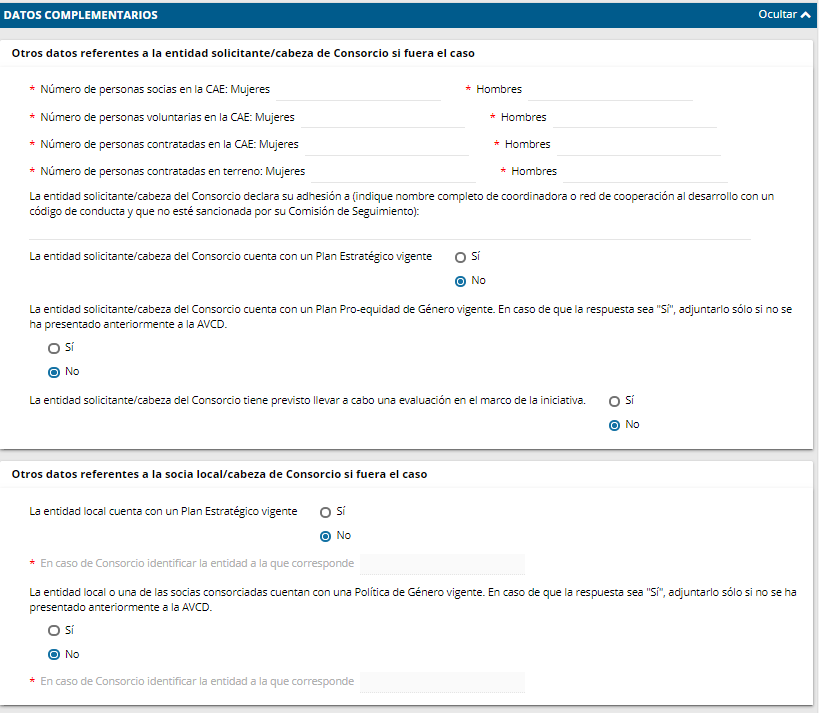 DATOS COMPLEMENTARIOS
Ocultar
Otros datos referentes a la entidad solicitante/cabeza de Consorcio si fuera el caso
* Número de personas socias en la CAE: Mujeres * Hombres
* Número de personas voluntarias en la CAE: Mujeres * Hombres
* Número de personas contratadas en la CAE: Mujeres * Hombres
* Número de personas contratadas en terreno: Mujeres * Hombres
La entidad solicitante/cabeza del Consorcio declara su adhesión a (indique nombre completo de coordinadora o red de cooperación al desarrollo con un
código de conducta y que no esté sancionada por su Comisión de Seguimiento):
La entidad solicitante/cabeza del Consorcio cuenta con un Plan Estratégico vigente Sí
No
La entidad solicitante/cabeza del Consorcio cuenta con un Plan Pro-equidad de Género vigente. En caso de que la respuesta sea "Sí", adjuntarlo sólo si no se
ha presentado anteriormente a la AVCD.
Sí
No
La entidad solicitante/cabeza del Consorcio tiene previsto llevar a cabo una evaluación en el marco de la iniciativa. Sí
No
Otros datos referentes a la socia local/cabeza de Consorcio si fuera el caso
La entidad local cuenta con un Plan Estratégico vigente Sí
No
* En caso de Consorcio identificar la entidad a la que corresponde
La entidad local o una de las socias consorciadas cuentan con una Política de Género vigente. En caso de que la respuesta sea "Sí", adjuntarlo sólo si no se ha
presentado anteriormente a la AVCD.
Sí
No
* En caso de Consorcio identificar la entidad a la que corresponde